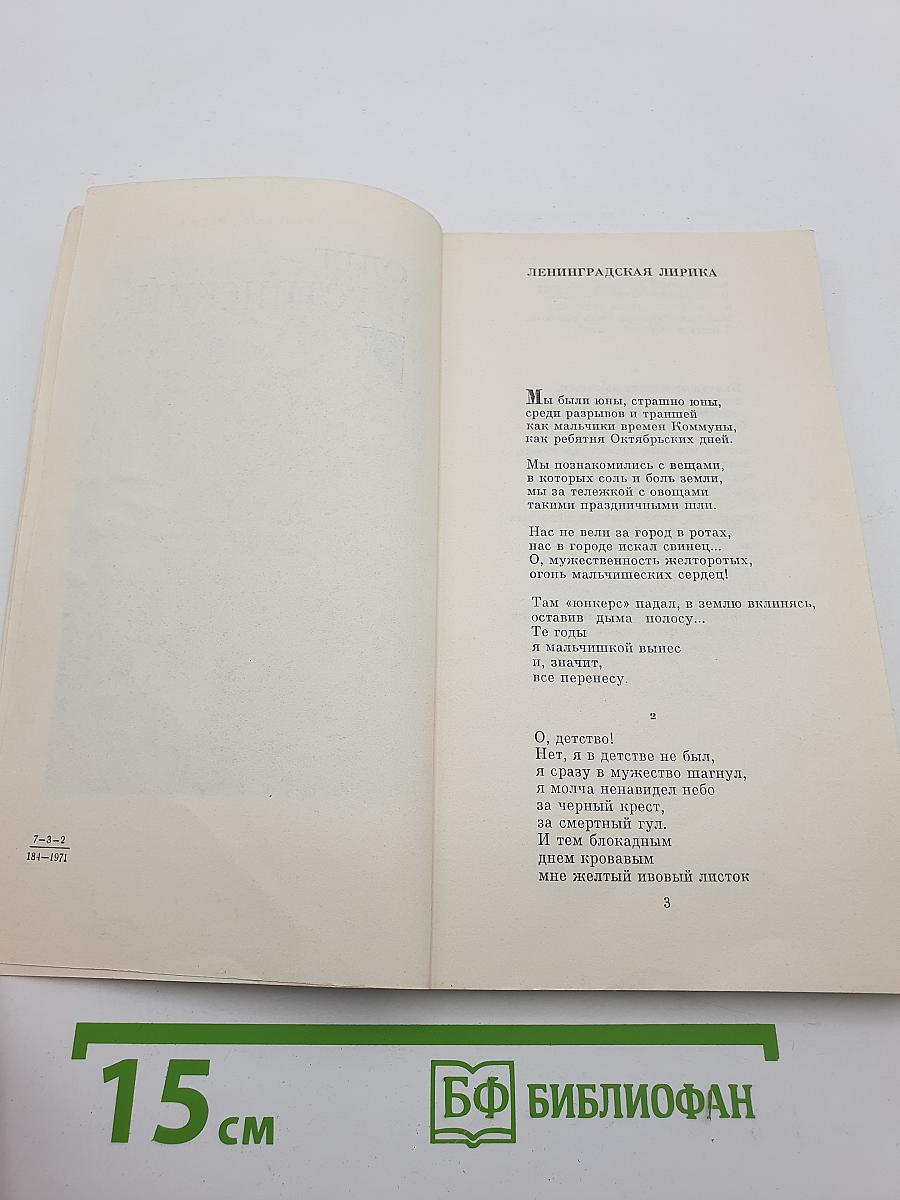 7—3—2
184—1971
ЛЕНИНГРАДСКАЯ ЛИРИКА
Мы были юны, страшно юны,
среди разрывов и траншей
как мальчики времен Коммуны,
как ребятня Октябрьских дней.
Мы познакомились с вещами,
в которых соль и боль земли,
мы за тележкой с овощами
такими праздничными шли.
Нас не вели за город в ротах,
нас в городе искал свинец...
О, мужественность желторотых,
огонь мальчишеских сердец!
Там «юнкерс» падал, в землю вклинясь,
оставив дыма полосу...
Те годы
я мальчишкой вынес
и, значит,
все перенесу.
2
О, детство!
Нет, я в детстве не был,
я сразу в мужество шагнул,
я молча ненавидел небо
за черный крест,
за смертный гул.
И тем блокадным
днем кровавым
мне желтый ивовый листок
3
15 см
БФ БИБЛИОФАН